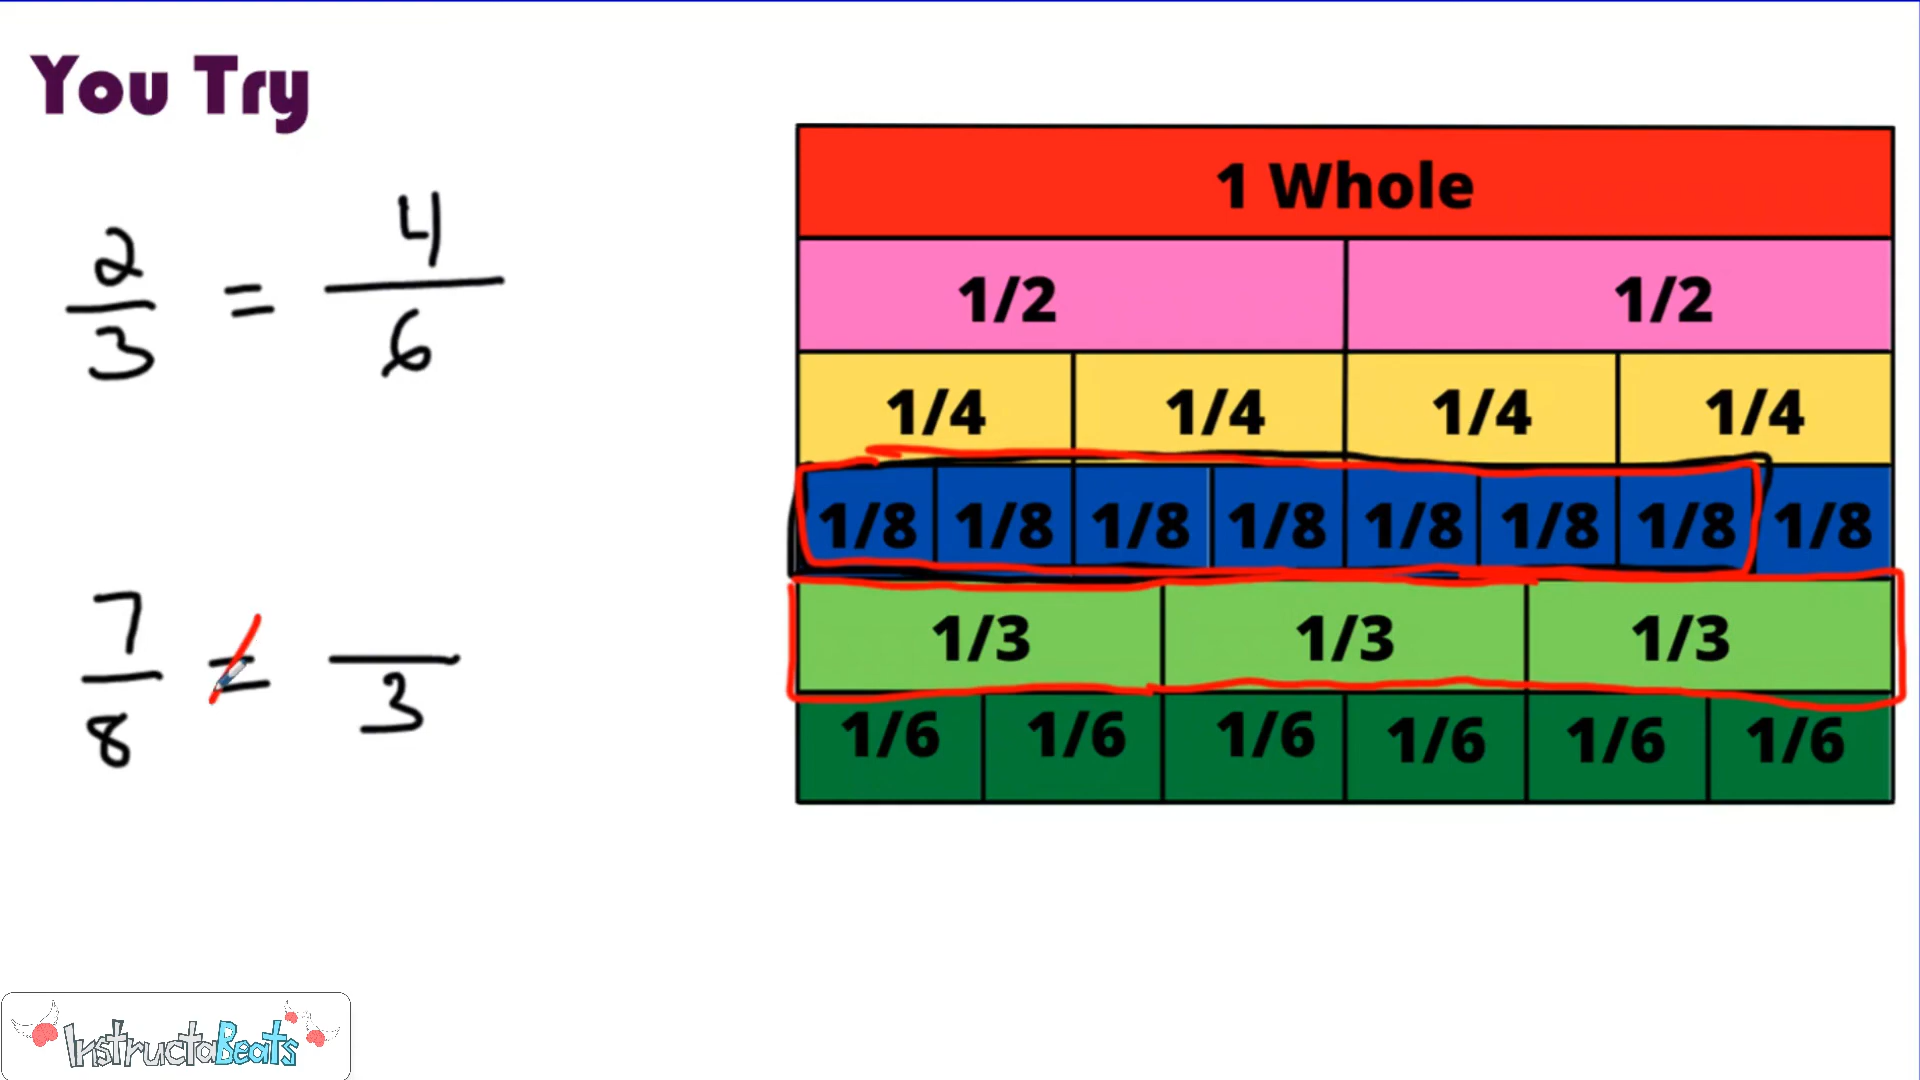 You Try
2/3 = 4/6
7/8 ≠ /3
1 Whole
1/2 1/2
1/4 1/4 1/4 1/4
1/8 1/8 1/8 1/8 1/8 1/8 1/8 1/8
1/3 1/3 1/3
1/6 1/6 1/6 1/6 1/6 1/6
InstructaBeats